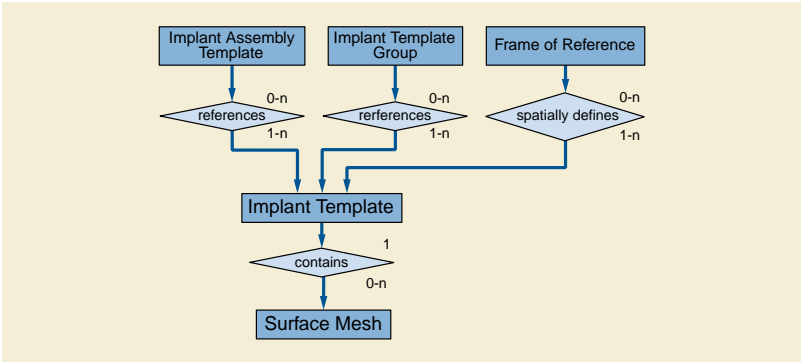 Implant Assembly
Template
Implant Template
Group
Frame of Reference
0-n
references
1-n
0-n
rerferences
1-n
0-n
spatially defines
1-n
Implant Template
1
contains
0-n
Surface Mesh